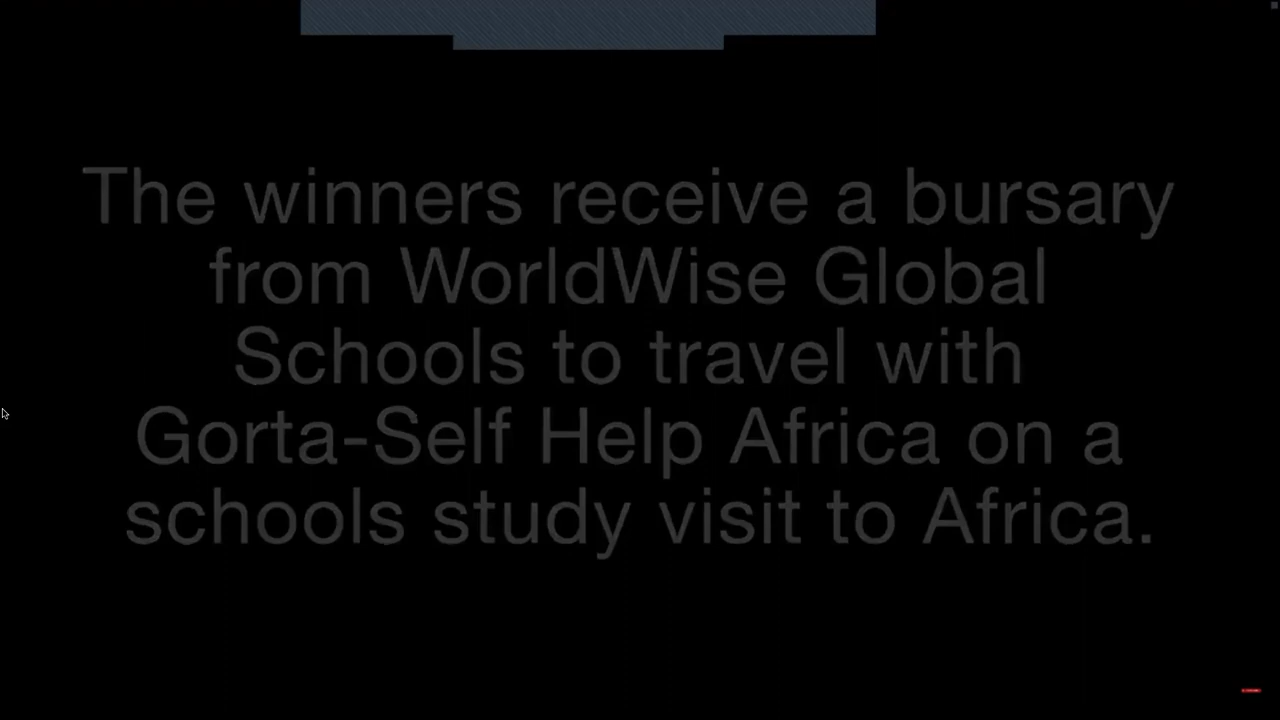 The winners receive a bursary
from WorldWise Global
Schools to travel with
Gorta-Self Help Africa on a
schools study visit to Africa.